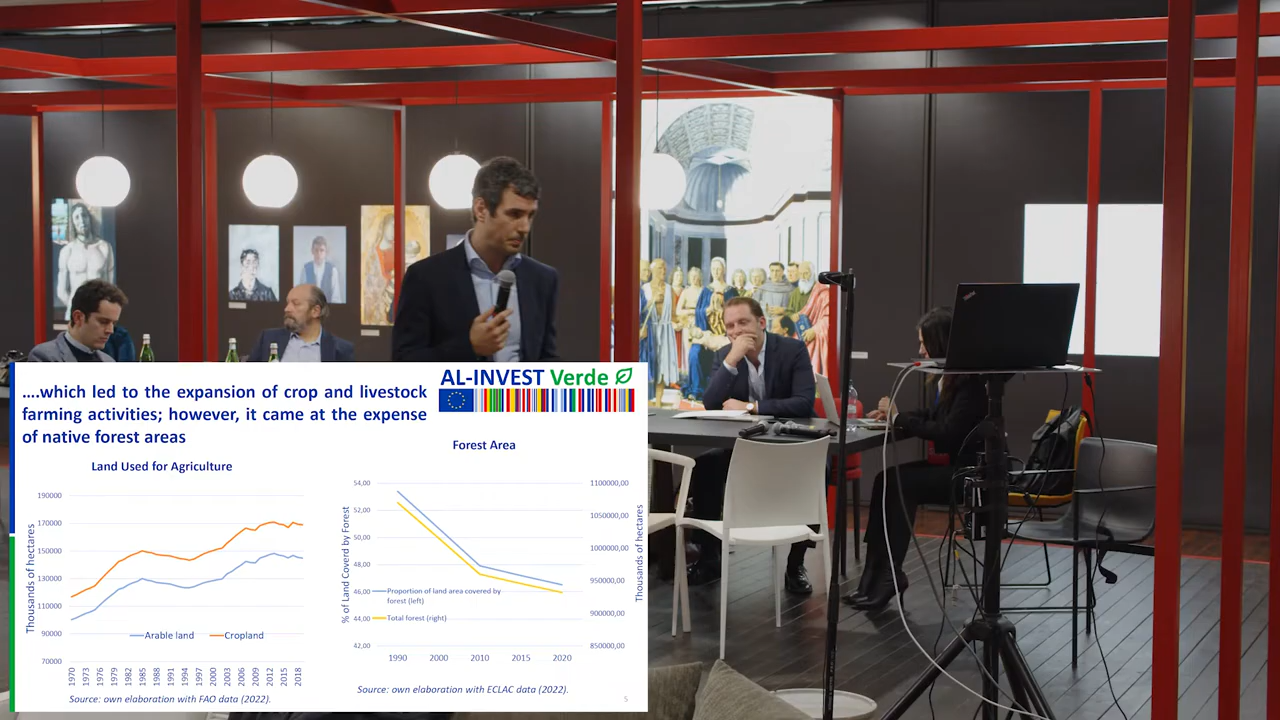 AL-INVEST Verde
....which led to the expansion of crop and livestock
farming activities; however, it came at the expense
of native forest areas
Land Used for Agriculture
Thousands of hectares
190000
170000
150000
130000
110000
90000
70000
Arable land
Cropland
1970
1973
1976
1979
1982
1985
1988
1991
1994
1997
2000
2003
2006
2009
2012
2015
2018
Source: own elaboration with FAO data (2022).
Forest Area
% of Land Coverd by Forest
54,00
52,00
50,00
48,00
46,00
44,00
42,00
Proportion of land area covered by
forest (left)
Total forest (right)
1100000,00
1050000,00
1000000,00
950000,00
900000,00
850000,00
Thousands of hectares
1990
2000
2010
2015
2020
Source: own elaboration with ECLAC data (2022).
5